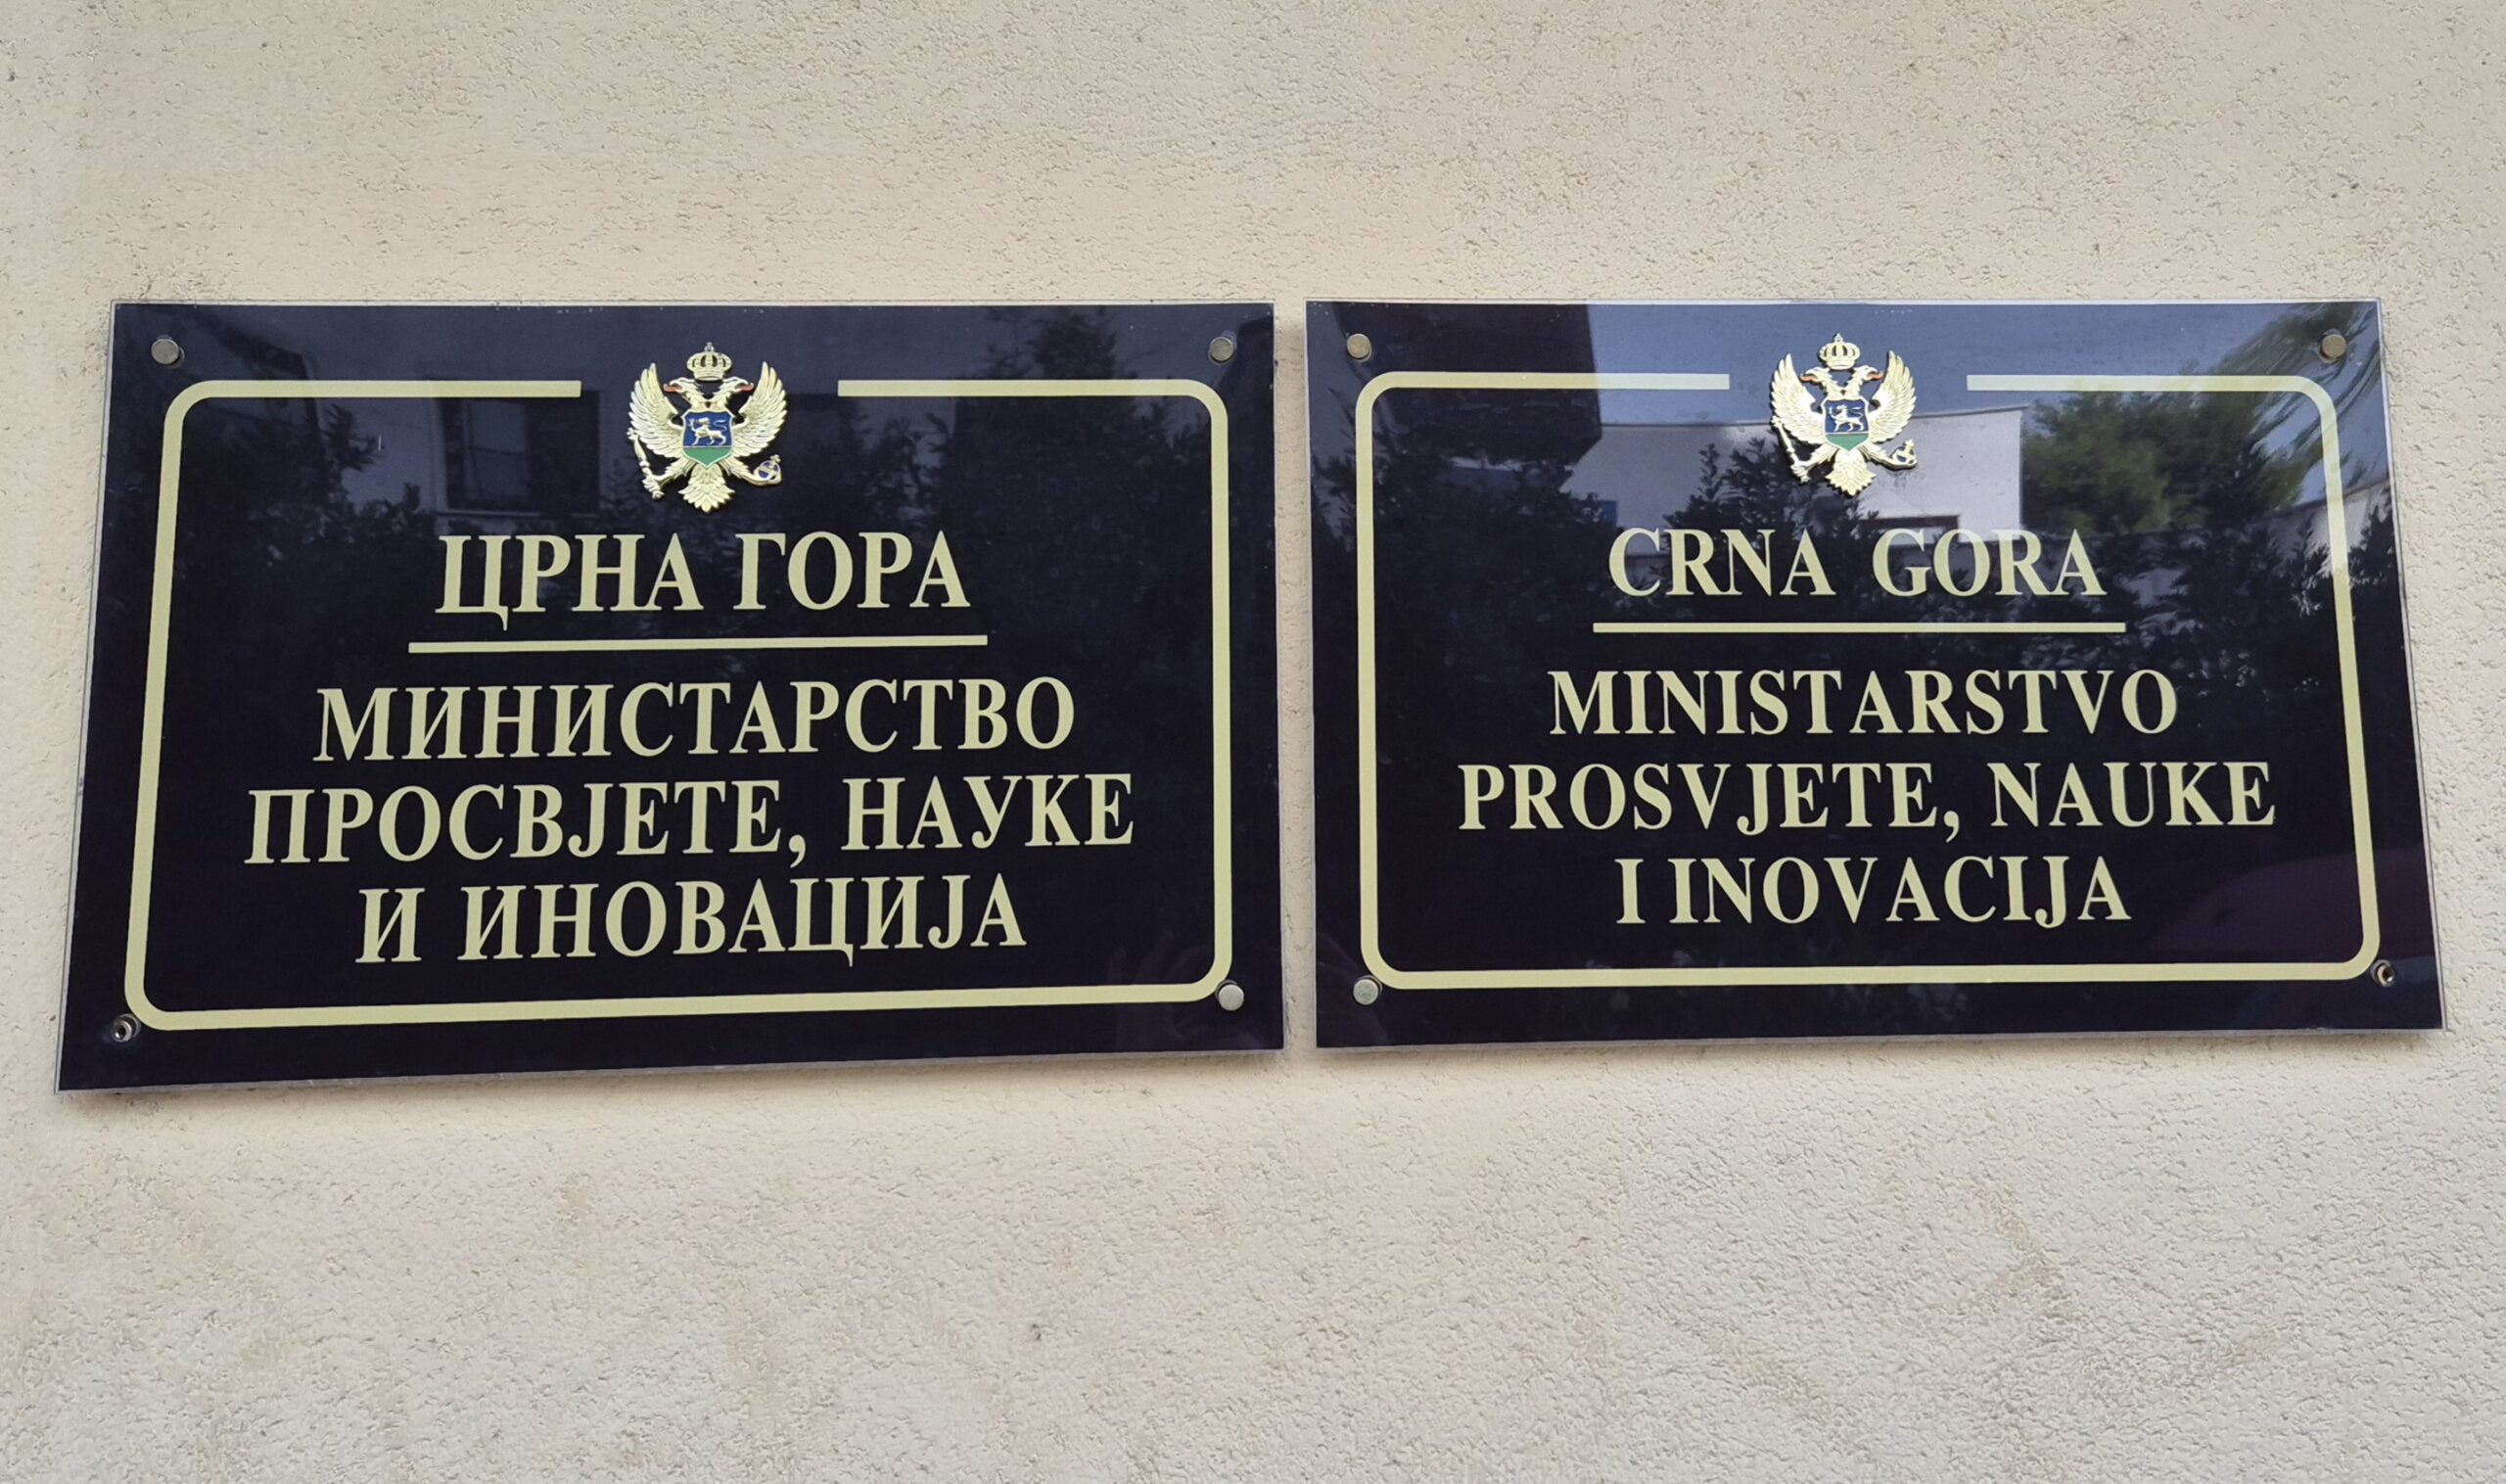 ЦРНА ГОРА
МИНИСТАРСТВО
ПРОСВЈЕТЕ, НАУКЕ
И ИНОВАЦИЈА
CRNA GORA
MINISTARSTVO
PROSVJETE, NAUKE
I INOVACIJA